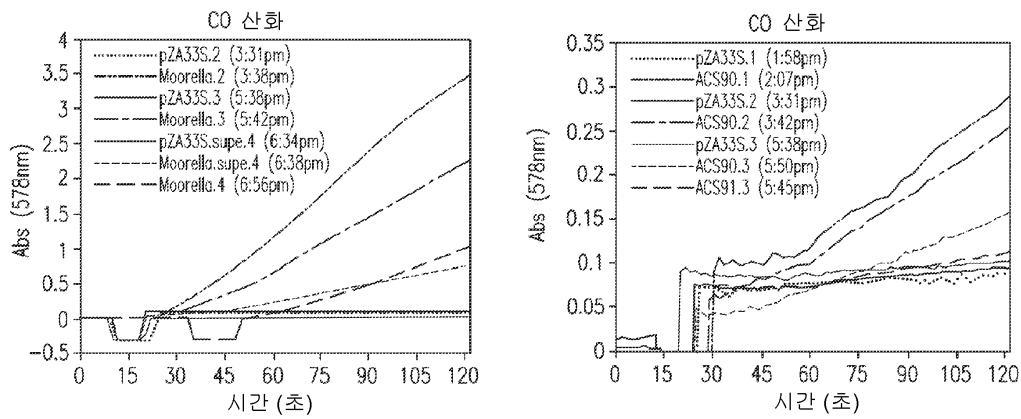 CO 산화
Abs (578nm)
4
3.5
3
2.5
2
1.5
1
0.5
0
-0.5
pZA33S.2 (3:31pm)
Moorella.2 (3:38pm)
pZA33S.3 (5:38pm)
Moorella.3 (5:42pm)
pZA33S.supe.4 (6:34pm)
Moorella.supe.4 (6:38pm)
Moorella.4 (6:56pm)
0 15 30 45 60 75 90 105 120
시간 (초)
CO 산화
Abs (578nm)
0.35
0.3
0.25
0.2
0.15
0.1
0.05
0
pZA33S.1 (1:58pm)
ACS90.1 (2:07pm)
pZA33S.2 (3:31pm)
ACS90.2 (3:42pm)
pZA33S.3 (5:38pm)
ACS90.3 (5:50pm)
ACS91.3 (5:45pm)
0 15 30 45 60 75 90 105 120
시간 (초)